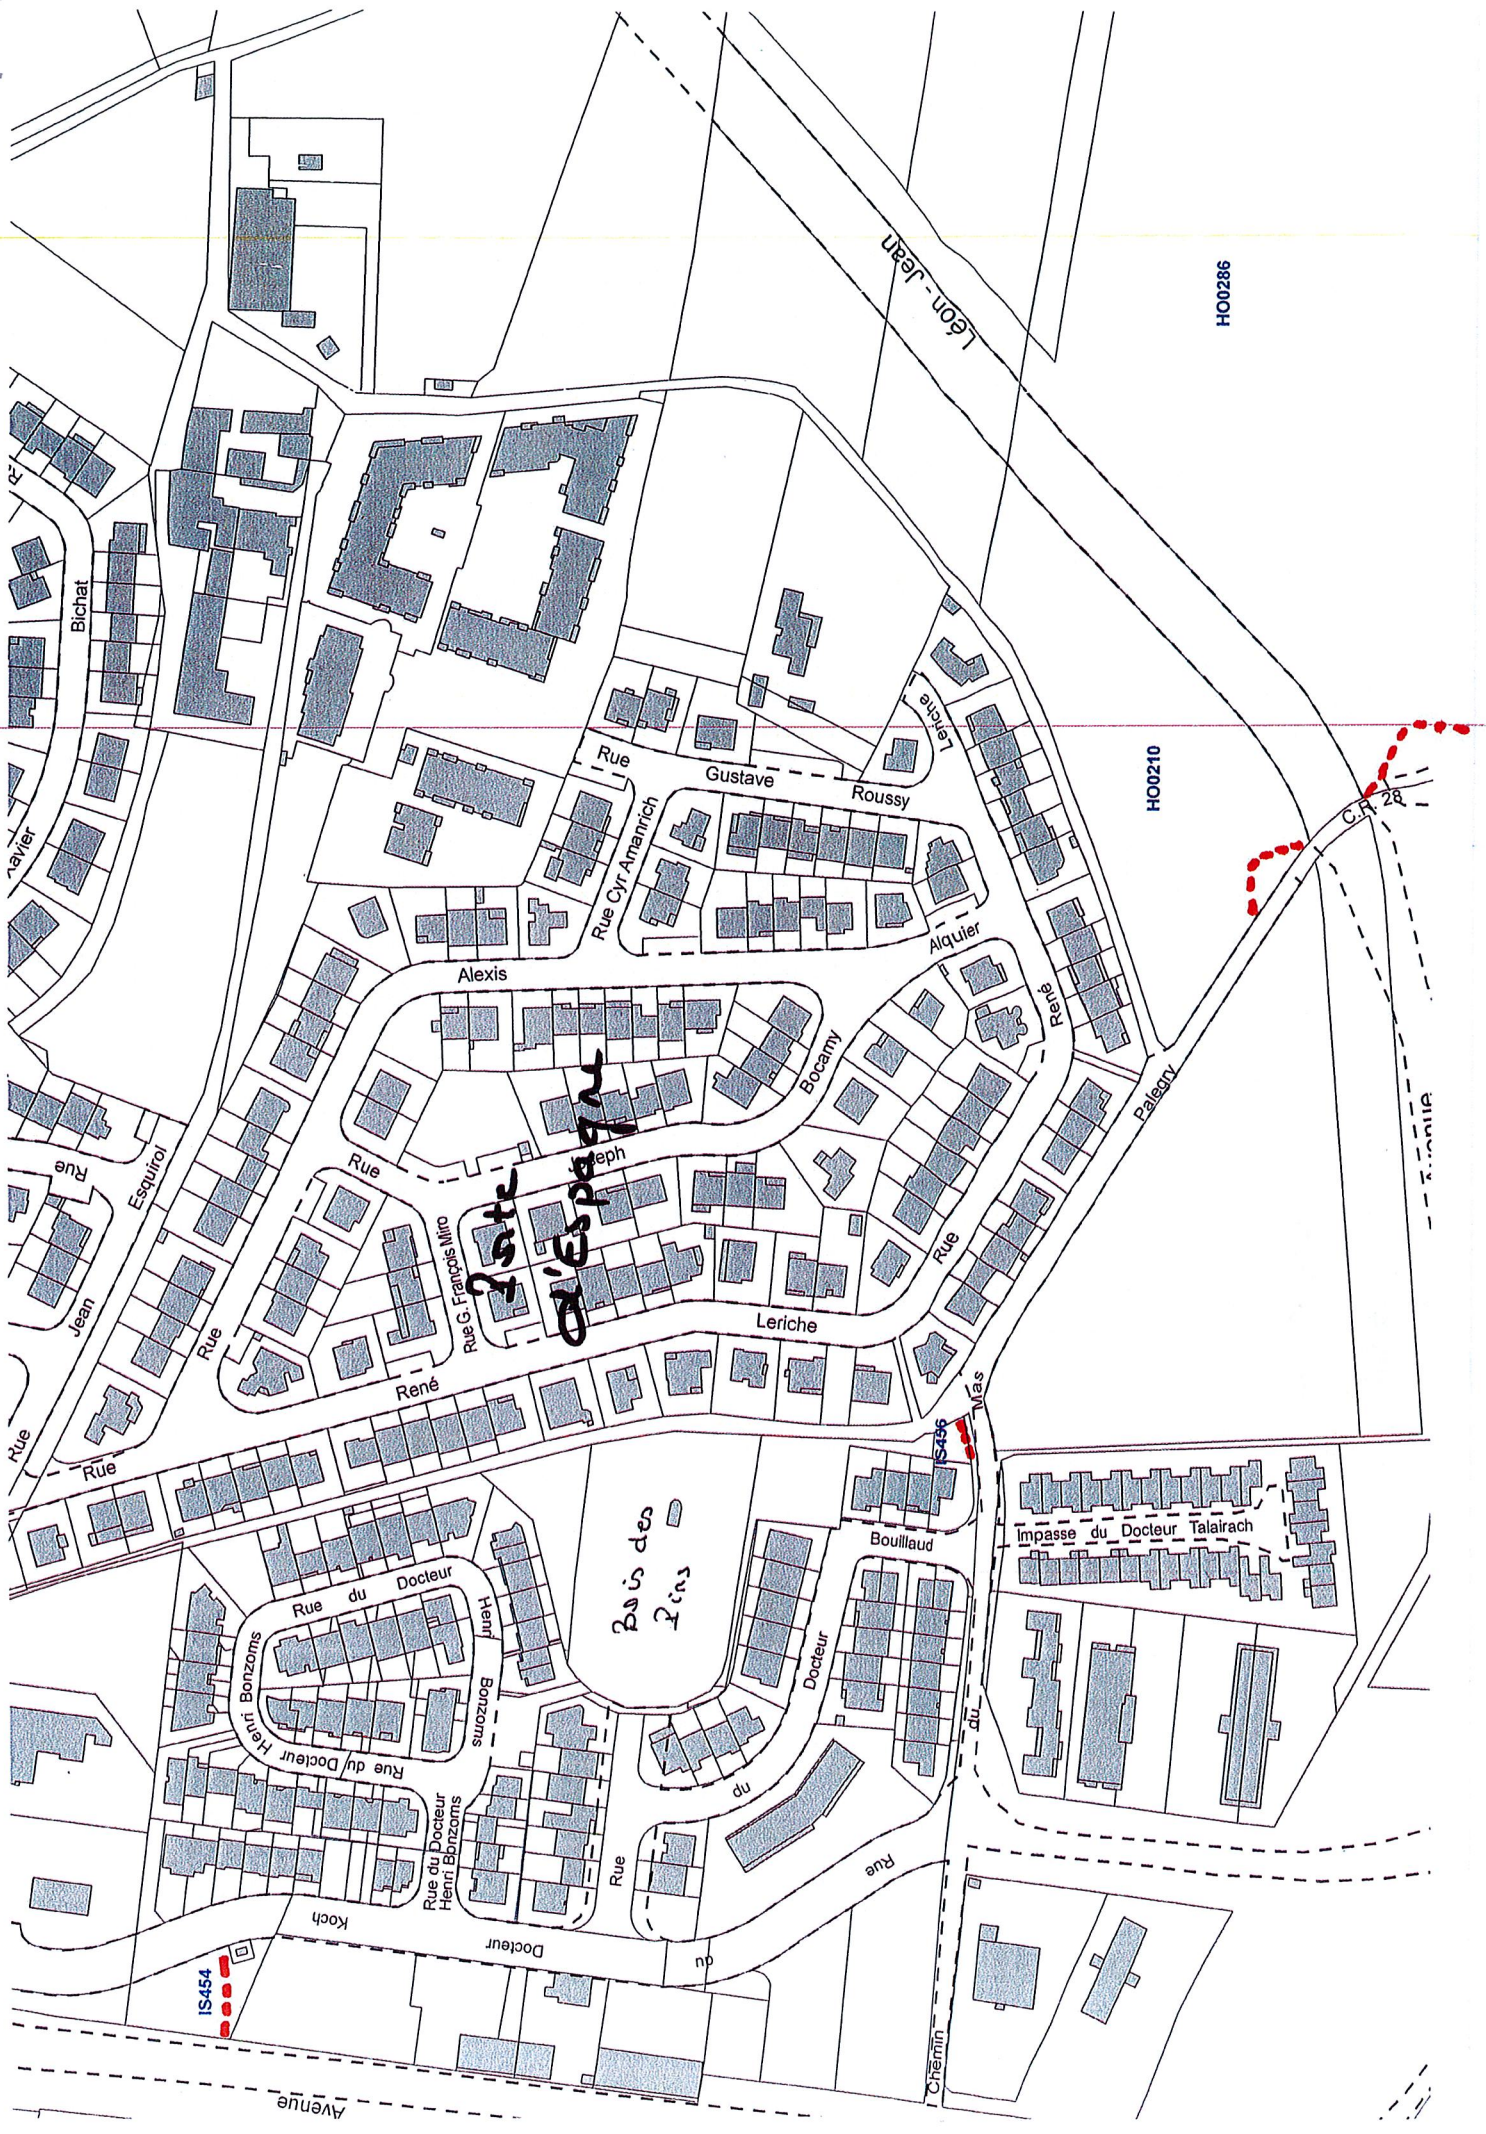 Léon - Jean
HO0286
Bichat
Xavier
Rue
Gustave
Roussy
Leriche
HO0210
C.R. 28
Rue Cyr Amanrich
Alexis
Alquier
René
Bocamy
Palegry
Avenue
Rue
Esquirol
Jean
Rue
Rue
Joseph
Rue G. François Miro
Porte
d'Espagne
Rue
Leriche
René
Rue
Rue
Mas
IS456
Bois des
Pins
Bouillaud
Impasse du Docteur Talairach
Rue du Docteur
Henri
Bonzoms
Henri Bonzoms
Rue du Docteur
Docteur
du
Rue
du
Rue du Docteur
Henri Bonzoms
Koch
Docteur
du
Rue
IS454
Chemin
Avenue